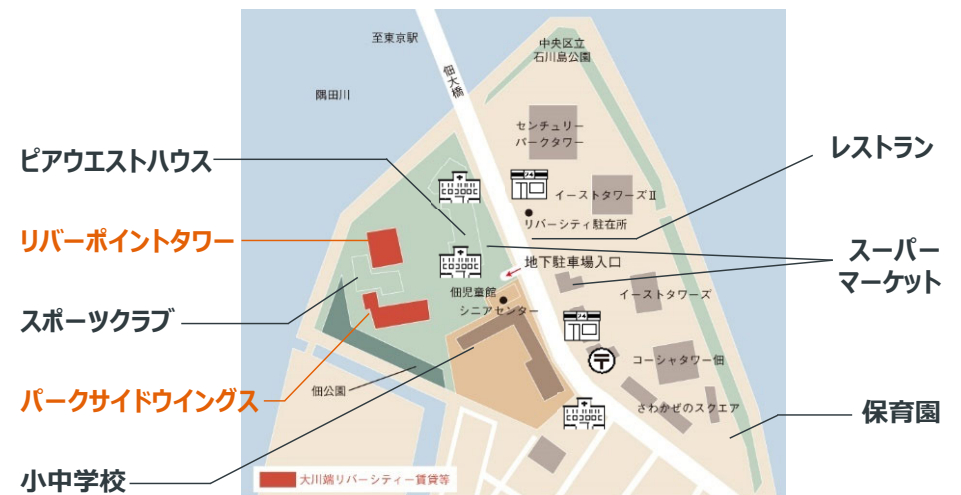 至東京駅
中央区立
石川島公園
佃大橋
隅田川
センチュリー
パークタワー
ピアウエストハウス
レストラン
24
イーストタワーズⅡ
リバーシティ駐在所
リバーポイントタワー
地下駐車場入口
スーパー
マーケット
佃児童館
シニアセンター
イーストタワーズ
スポーツクラブ
24
〒
コーシャタワー佃
佃公園
パークサイドウイングス
さわかぜのスクエア
保育園
小中学校
大川端リバーシティー賃貸等